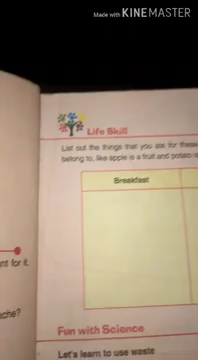 Made with KINEMASTER
Life Skill
List out the things that you use for these
belong to, like apple is a fruit and potato
Breakfast
nt for it.
ache?
Fun with Science
Let's learn to use waste